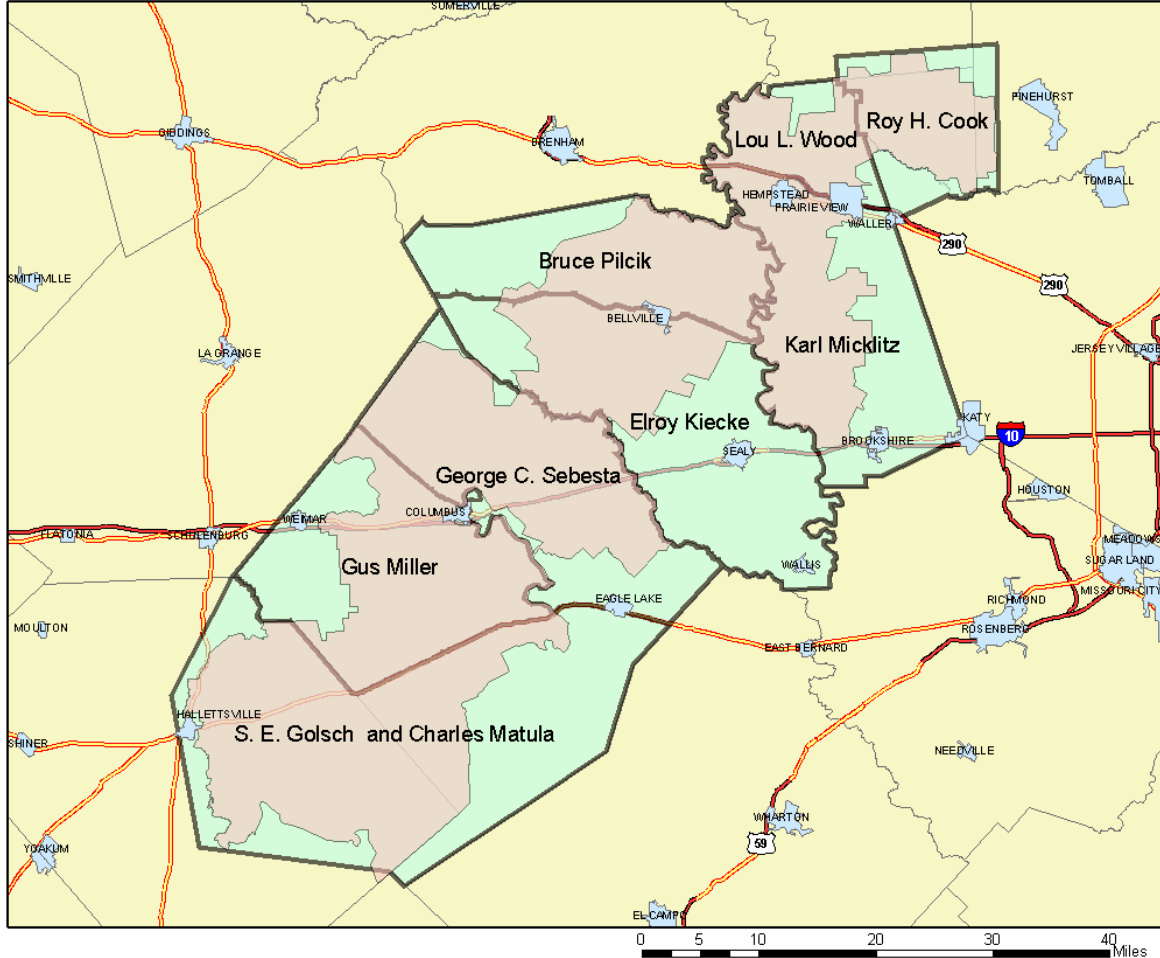 SOMERVILLE
PINEHURST
Roy H. Cook
GIDDINGS
Lou L. Wood
BRENHAM
TOMBALL
HEMPSTEAD
PRAIRIE VIEW
WALLER
290
Bruce Pilcik
SMITHVILLE
290
BELLVILLE
Karl Micklitz
LA GRANGE
JERSEY VILLAGE
Elroy Kiecke
KATY
10
BROOKSHIRE
SEALY
George C. Sebesta
HOUSTON
COLUMBUS
WEIMAR
FLATONIA
SCHULENBURG
MEADOWS
SUGAR LAND
Gus Miller
WALLIS
MISSOURI CITY
RICHMOND
EAGLE LAKE
MOULTON
ROSENBERG
EAST BERNARD
HALLETTSVILLE
S. E. Golsch and Charles Matula
SHINER
NEEDVILLE
WHARTON
59
YOAKUM
EL CAMPO
0 5 10 20 30 40
Miles